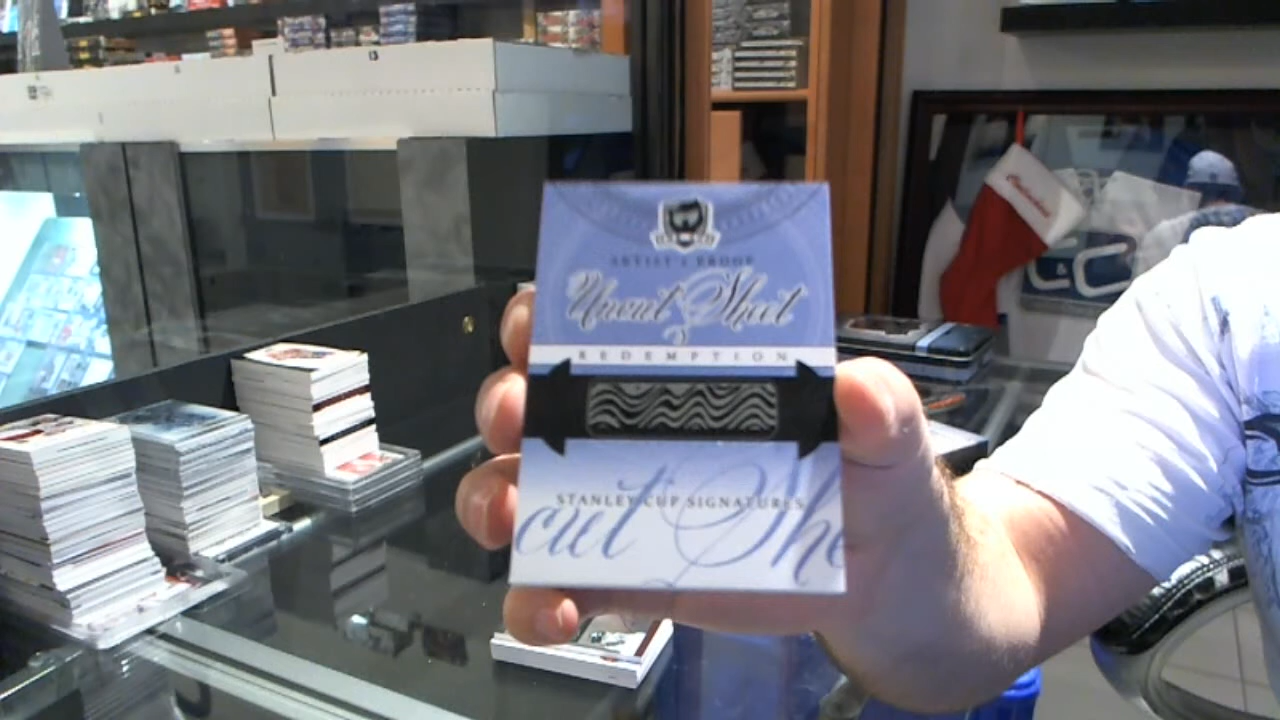 ARTIST'S PROOF
Uncut Sheet
REDEMPTION
STANLEY CUP SIGNATURES
cut She